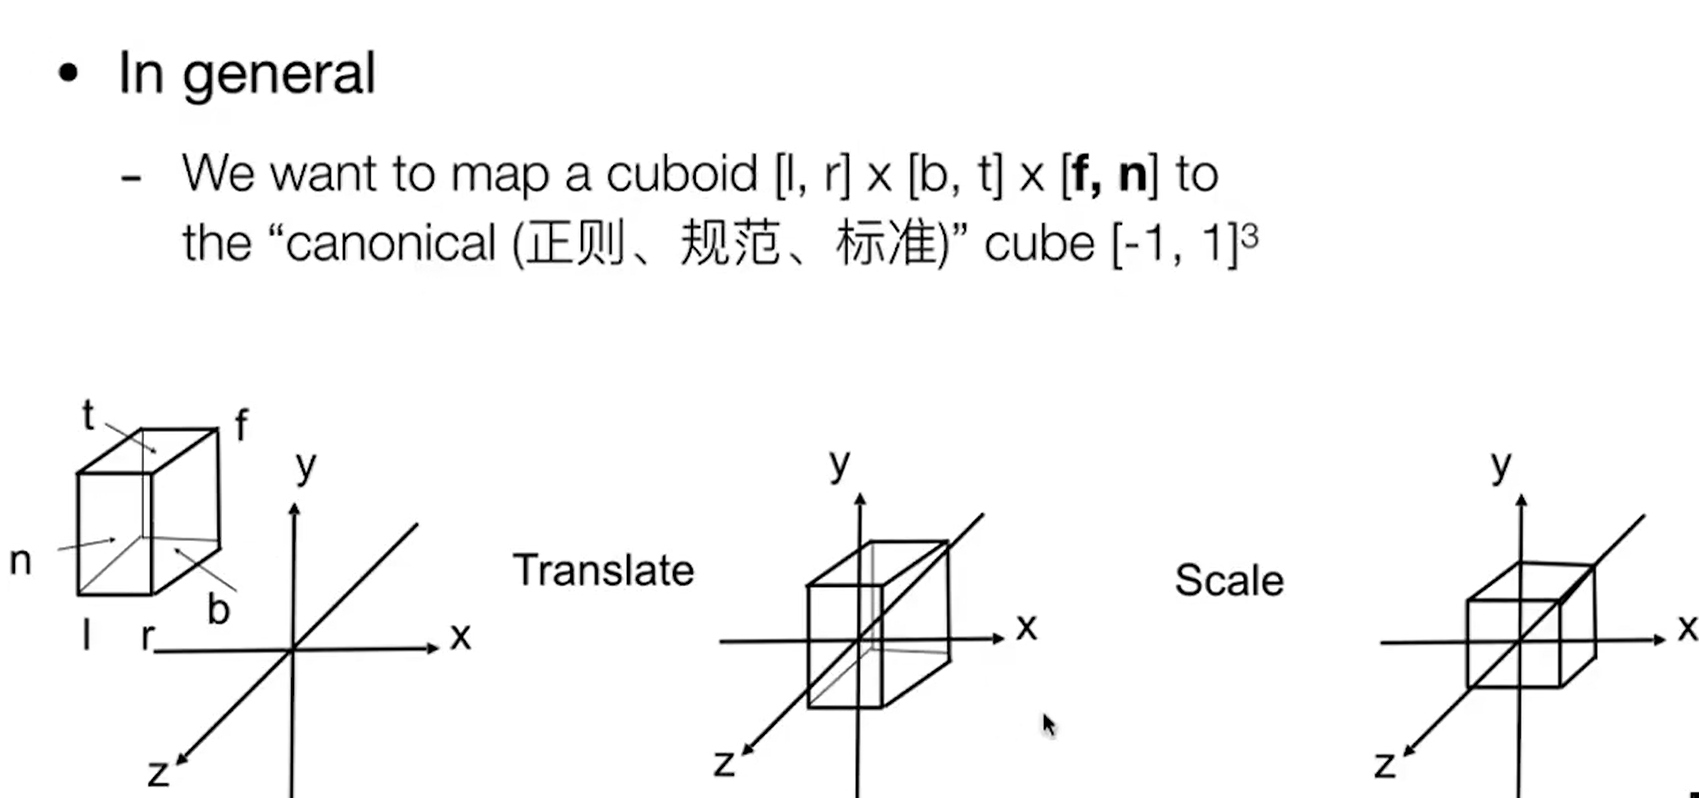 • In general
- We want to map a cuboid [l, r] x [b, t] x [f, n] to
the “canonical (正则、规范、标准)” cube [-1, 1]³
t
f
n
b
l
r
y
x
z
Translate
y
x
z
Scale
y
x
z